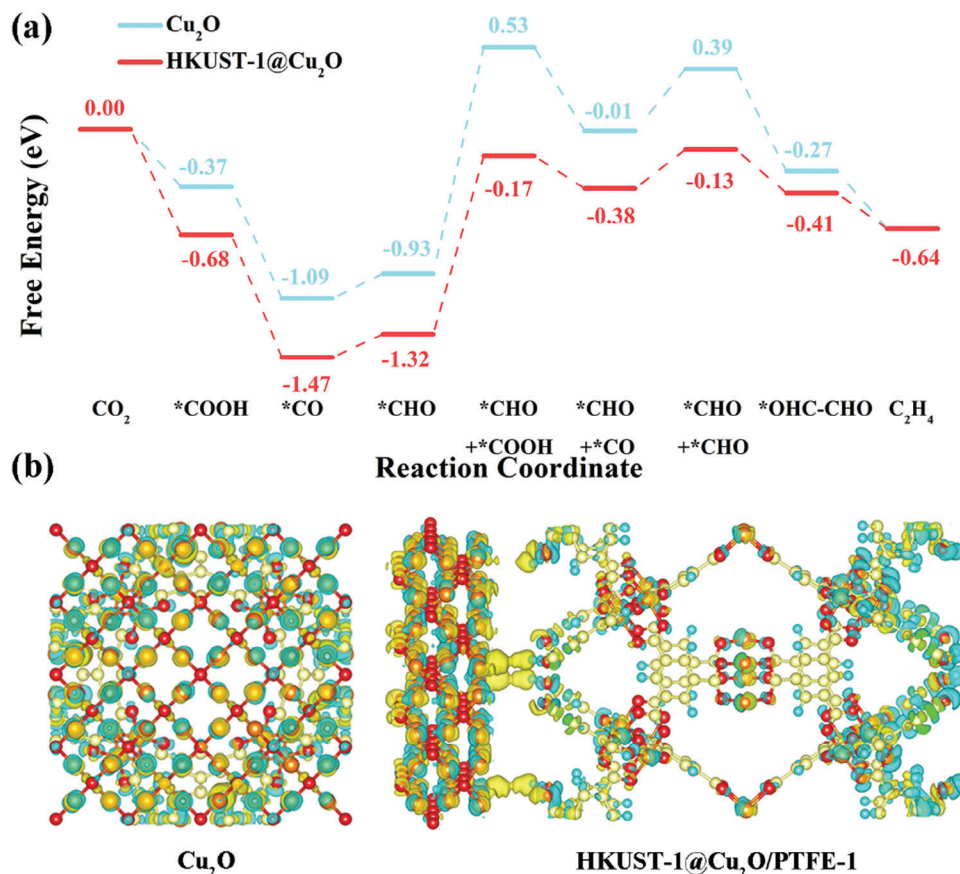 (a)
Cu₂O
HKUST-1@Cu₂O
Free Energy (eV)
0.00
-0.37
-0.68
-1.09
-1.47
-0.93
-1.32
0.53
-0.17
-0.01
-0.38
0.39
-0.13
-0.27
-0.41
-0.64
CO₂ *COOH *CO *CHO *CHO *CHO *CHO *OHC-CHO C₂H₄
+*COOH +*CO +*CHO
Reaction Coordinate
(b)
Cu₂O HKUST-1@Cu₂O/PTFE-1